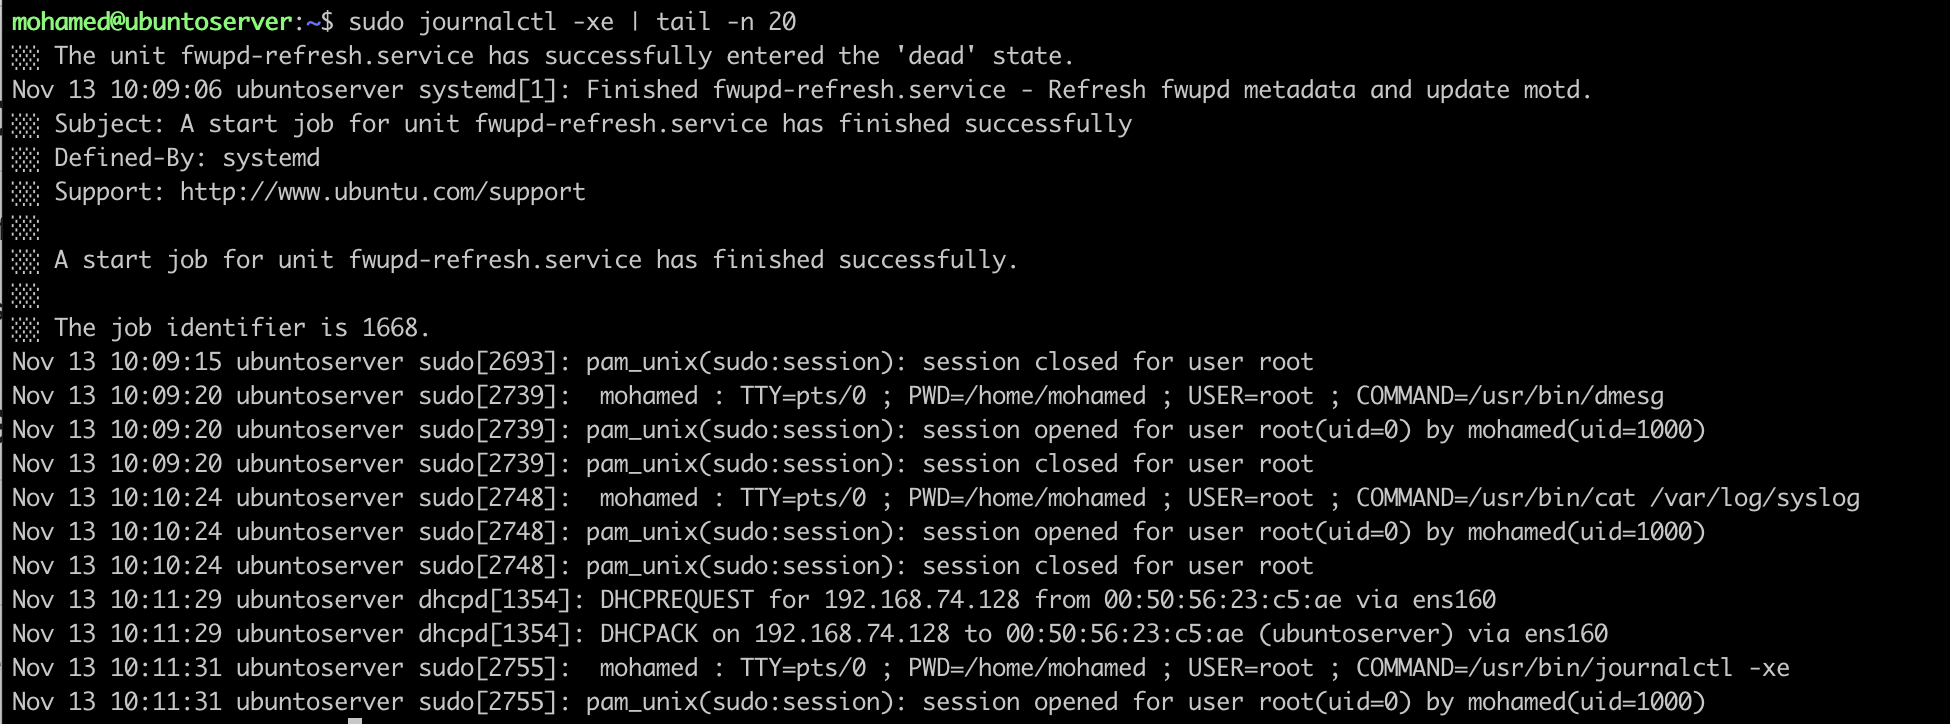 mohamed@ubuntoserver:~$ sudo journalctl -xe | tail -n 20
░░ The unit fwupd-refresh.service has successfully entered the 'dead' state.
Nov 13 10:09:06 ubuntoserver systemd[1]: Finished fwupd-refresh.service - Refresh fwupd metadata and update motd.
░░ Subject: A start job for unit fwupd-refresh.service has finished successfully
░░ Defined-By: systemd
░░ Support: http://www.ubuntu.com/support
░░
░░ A start job for unit fwupd-refresh.service has finished successfully.
░░
░░ The job identifier is 1668.
Nov 13 10:09:15 ubuntoserver sudo[2693]: pam_unix(sudo:session): session closed for user root
Nov 13 10:09:20 ubuntoserver sudo[2739]:  mohamed : TTY=pts/0 ; PWD=/home/mohamed ; USER=root ; COMMAND=/usr/bin/dmesg
Nov 13 10:09:20 ubuntoserver sudo[2739]: pam_unix(sudo:session): session opened for user root(uid=0) by mohamed(uid=1000)
Nov 13 10:09:20 ubuntoserver sudo[2739]: pam_unix(sudo:session): session closed for user root
Nov 13 10:10:24 ubuntoserver sudo[2748]:  mohamed : TTY=pts/0 ; PWD=/home/mohamed ; USER=root ; COMMAND=/usr/bin/cat /var/log/syslog
Nov 13 10:10:24 ubuntoserver sudo[2748]: pam_unix(sudo:session): session opened for user root(uid=0) by mohamed(uid=1000)
Nov 13 10:10:24 ubuntoserver sudo[2748]: pam_unix(sudo:session): session closed for user root
Nov 13 10:11:29 ubuntoserver dhcpd[1354]: DHCPREQUEST for 192.168.74.128 from 00:50:56:23:c5:ae via ens160
Nov 13 10:11:29 ubuntoserver dhcpd[1354]: DHCPACK on 192.168.74.128 to 00:50:56:23:c5:ae (ubuntoserver) via ens160
Nov 13 10:11:31 ubuntoserver sudo[2755]:  mohamed : TTY=pts/0 ; PWD=/home/mohamed ; USER=root ; COMMAND=/usr/bin/journalctl -xe
Nov 13 10:11:31 ubuntoserver sudo[2755]: pam_unix(sudo:session): session opened for user root(uid=0) by mohamed(uid=1000)